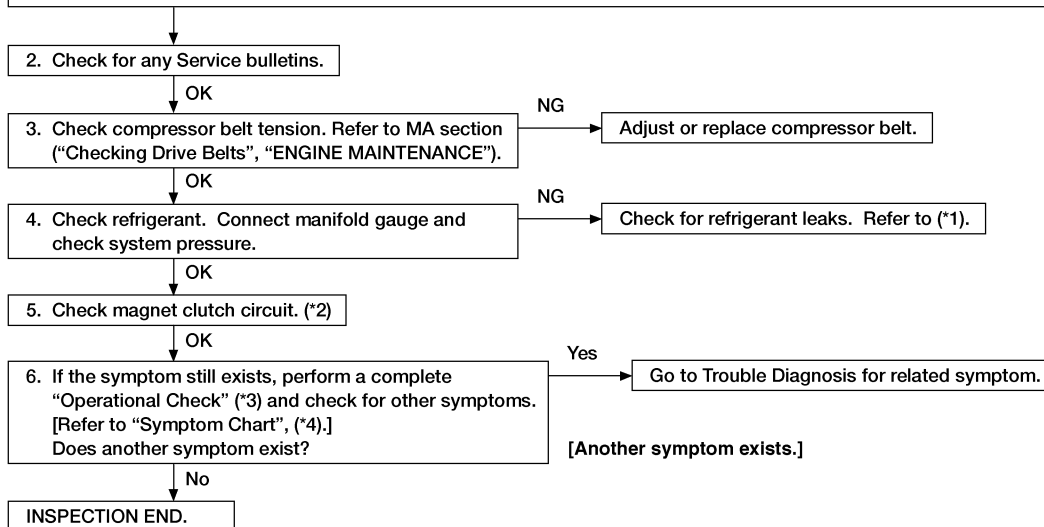 2. Check for any Service bulletins.
OK
3. Check compressor belt tension. Refer to MA section
("Checking Drive Belts", "ENGINE MAINTENANCE").
NG
Adjust or replace compressor belt.
OK
4. Check refrigerant. Connect manifold gauge and
check system pressure.
NG
Check for refrigerant leaks. Refer to (*1).
OK
5. Check magnet clutch circuit. (*2)
OK
6. If the symptom still exists, perform a complete
"Operational Check" (*3) and check for other symptoms.
[Refer to "Symptom Chart", (*4).]
Does another symptom exist?
Yes
Go to Trouble Diagnosis for related symptom.
[Another symptom exists.]
No
INSPECTION END.